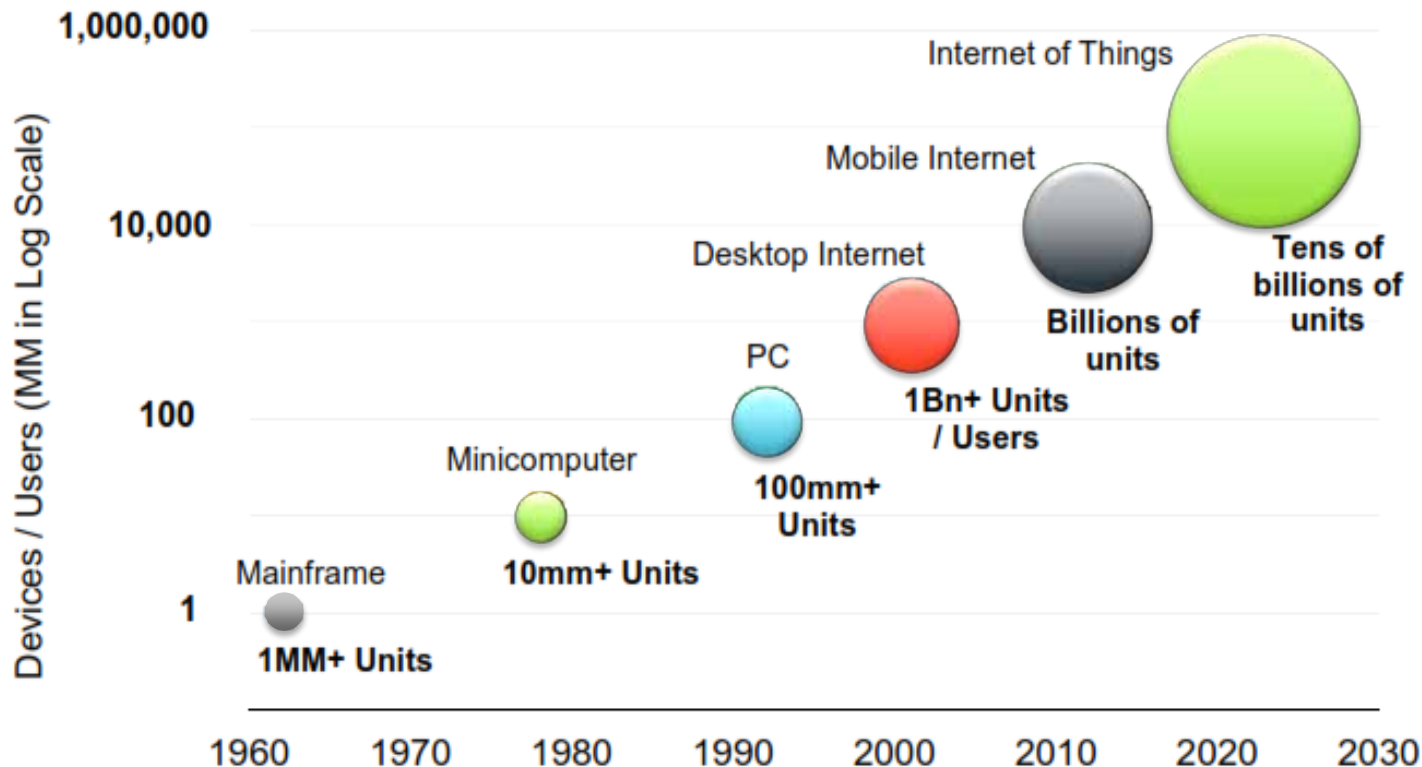 1,000,000
Internet of Things
Mobile Internet
10,000
Desktop Internet
Tens of
billions of
units
Billions of
units
PC
100
1Bn+ Units
/ Users
Minicomputer
100mm+
Units
Mainframe
10mm+ Units
1
1MM+ Units
Devices / Users (MM in Log Scale)
1960 1970 1980 1990 2000 2010 2020 2030